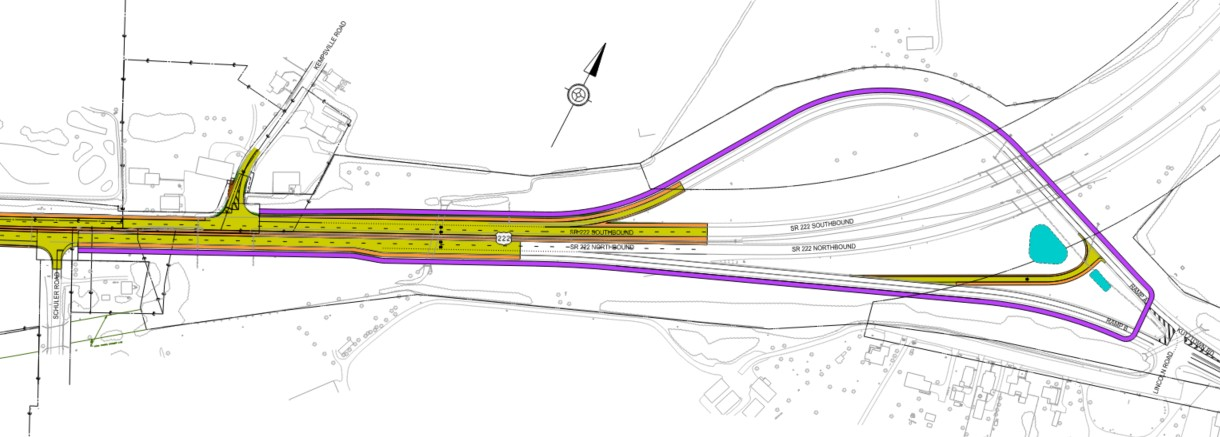 KEMPSVILLE ROAD
SR 222 SOUTHBOUND
SR 222 SOUTHBOUND
222
SR 222 NORTHBOUND
SR 222 NORTHBOUND
SCHULER ROAD
RAMP
RAMP B
LINCOLN ROAD